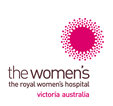 the women's
the royal women's hospital
victoria australia